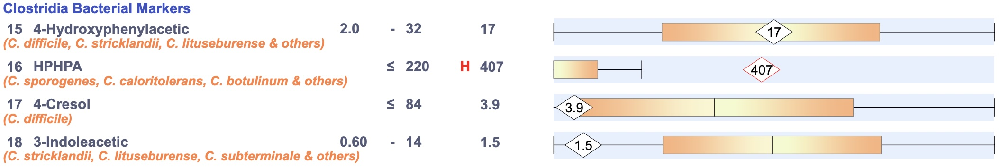 Clostridia Bacterial Markers
15 4-Hydroxyphenylacetic 2.0 - 32 17 17
(C. difficile, C. stricklandii, C. lituseburense & others)
16 HPHPA ≤ 220 H 407 407
(C. sporogenes, C. caloritolerans, C. botulinum & others)
17 4-Cresol ≤ 84 3.9 3.9
(C. difficile)
18 3-Indoleacetic 0.60 - 14 1.5 1.5
(C. stricklandii, C. lituseburense, C. subterminale & others)